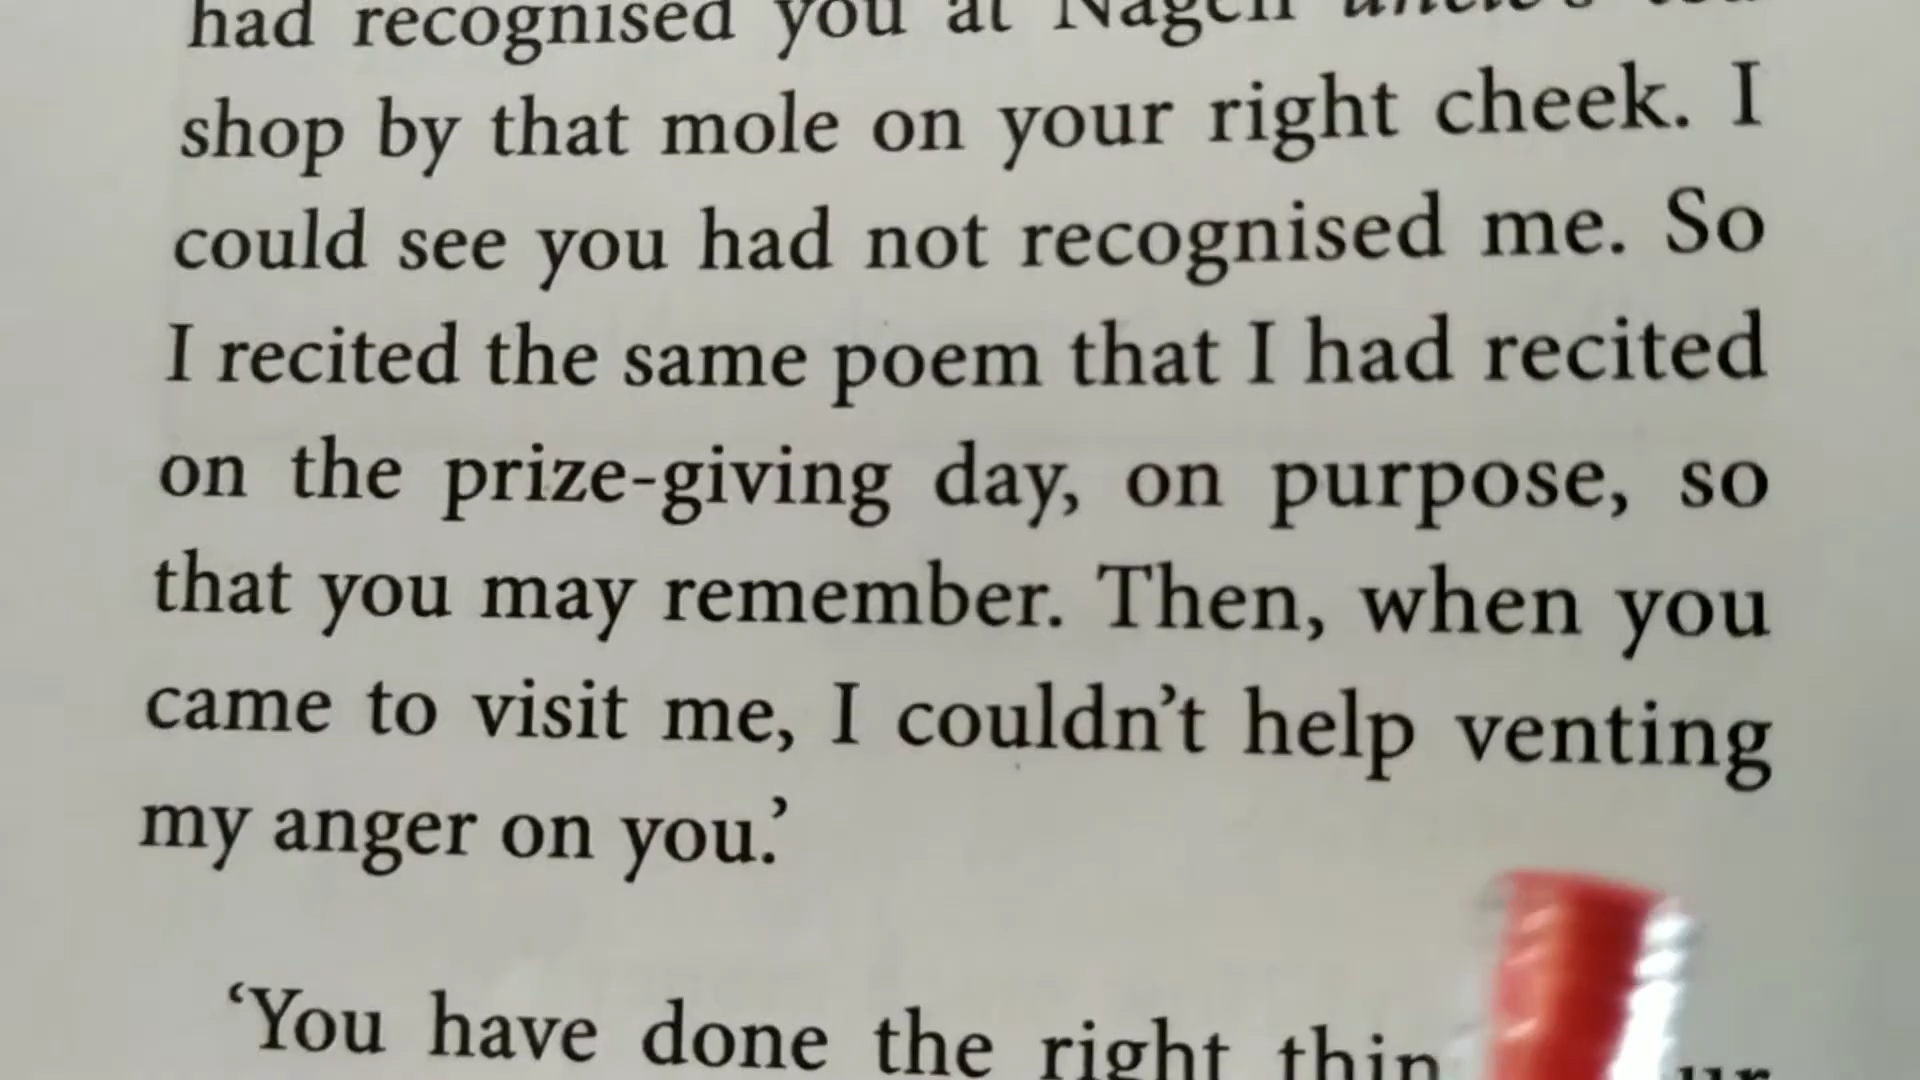 had recognised you at Nagen uncle's tea
shop by that mole on your right cheek. I
could see you had not recognised me. So
I recited the same poem that I had recited
on the prize-giving day, on purpose, so
that you may remember. Then, when you
came to visit me, I couldn't help venting
my anger on you.'
'You have done the right